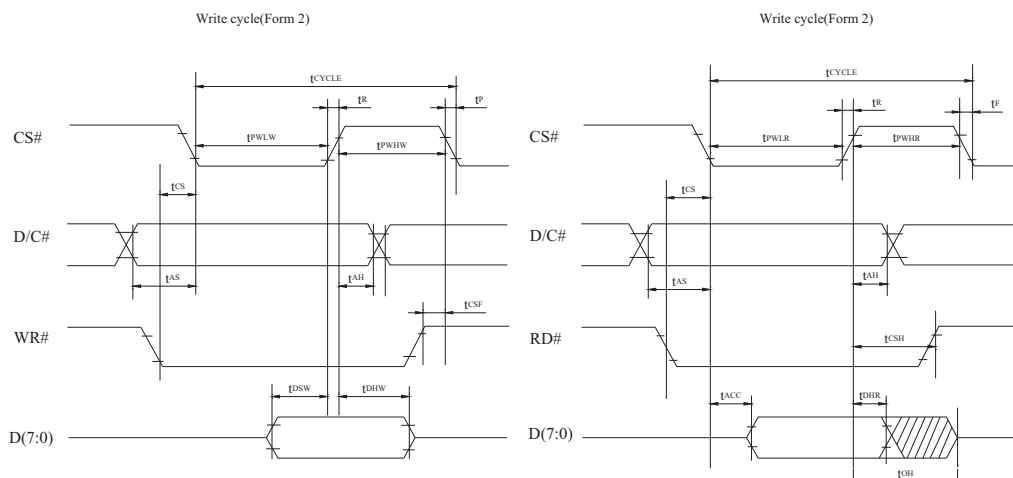 Write cycle(Form 2)
tCYCLE
tR
tP
CS#
tPWLW
tPWHW
tCS
D/C#
tAS
tAH
tCSF
WR#
tDSW
tDHW
D(7:0)
Write cycle(Form 2)
tCYCLE
tR
tF
CS#
tPWLR
tPWHR
tCS
D/C#
tAS
tAH
RD#
tCSH
tACC
tDHR
D(7:0)
tOH